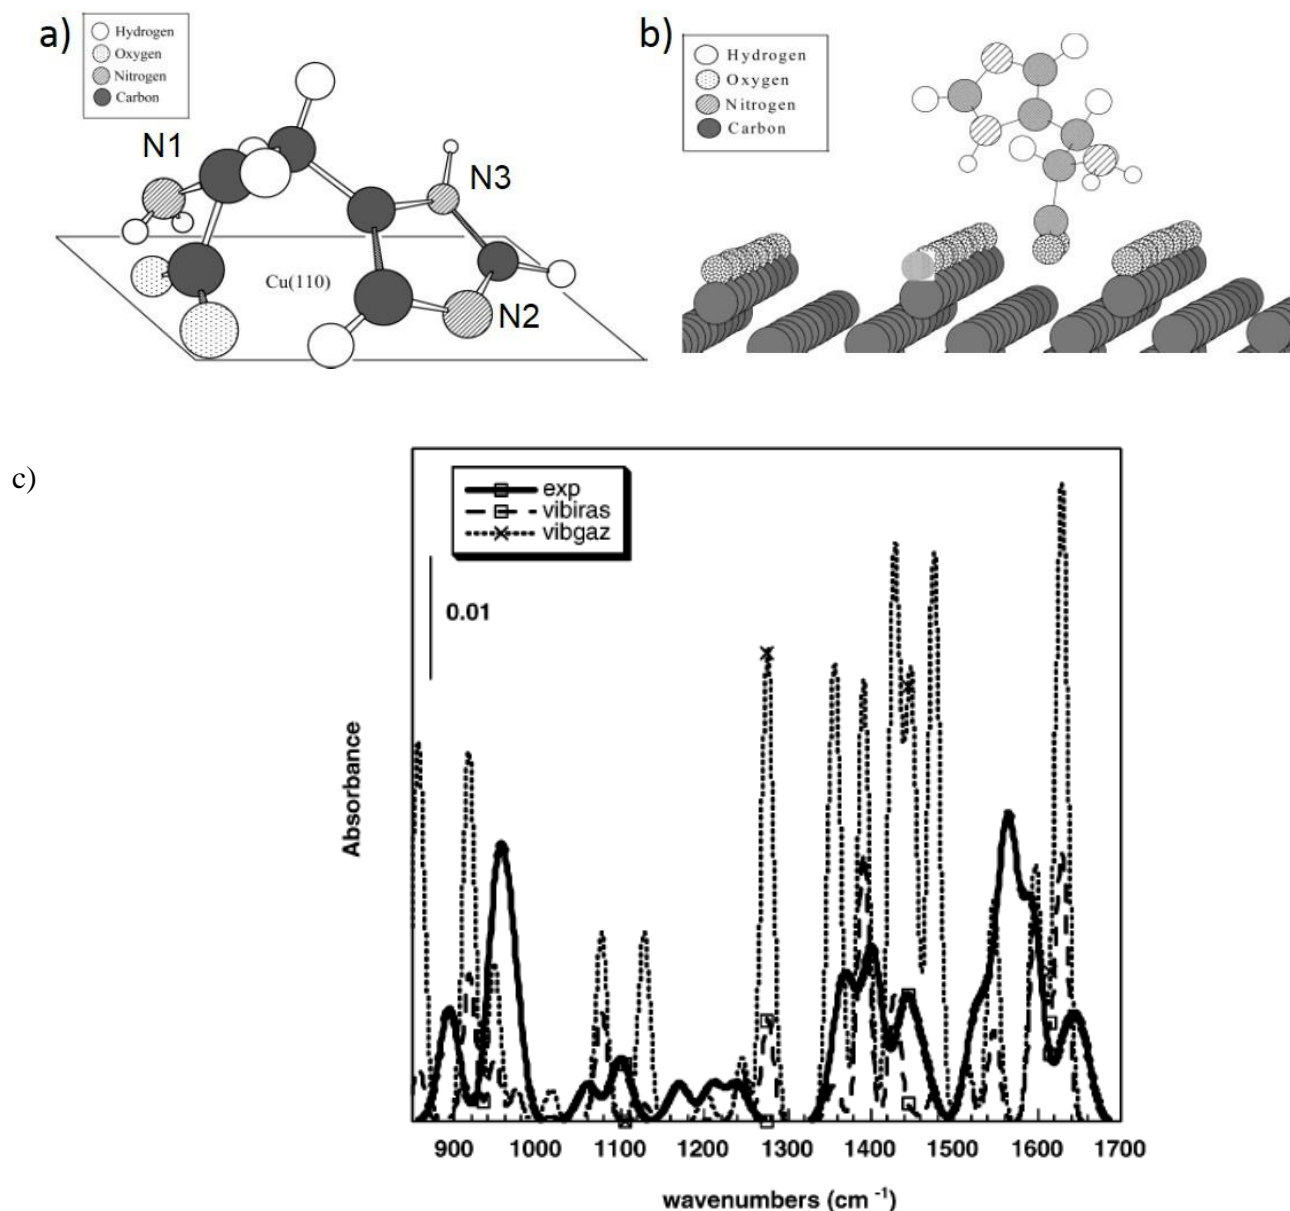 a)
Hydrogen
Oxygen
Nitrogen
Carbon
N1
N3
N2
Cu(110)
b)
Hydrogen
Oxygen
Nitrogen
Carbon
c)
exp
vibiras
vibgaz
0.01
Absorbance
900 1000 1100 1200 1300 1400 1500 1600 1700
wavenumbers (cm -1)